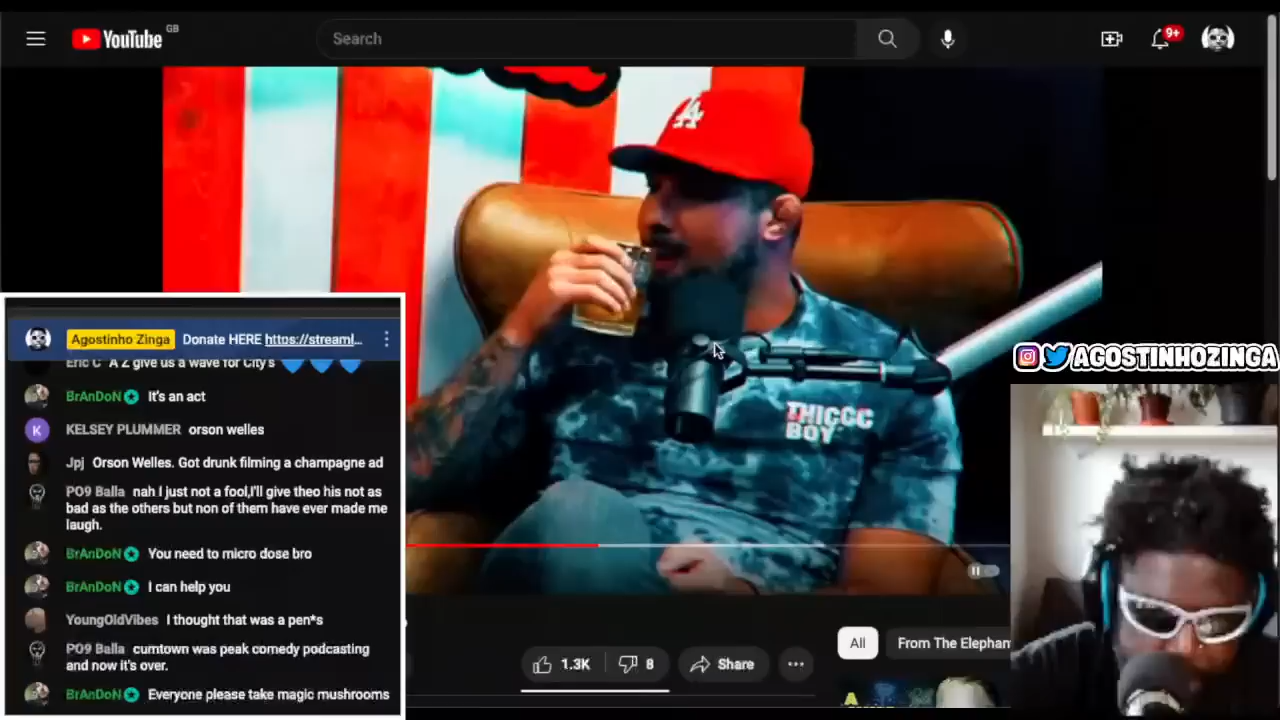 YouTube GB
Search
9+
LA
THICCC
BOY
Agostinho Zinga Donate HERE https://streaml...
Eric C A Z give us a wave for City's
BrAnDoN It's an act
K
KELSEY PLUMMER orson welles
Jpj Orson Welles. Got drunk filming a champagne ad
PO9 Balla nah I just not a fool,I'll give theo his not as
bad as the others but non of them have ever made me
laugh.
BrAnDoN You need to micro dose bro
BrAnDoN I can help you
YoungOldVibes I thought that was a pen*s
PO9 Balla cumtown was peak comedy podcasting
and now it's over.
BrAnDoN Everyone please take magic mushrooms
AGOSTINHOZINGA
1.3K
8
Share
All
From The Elephan